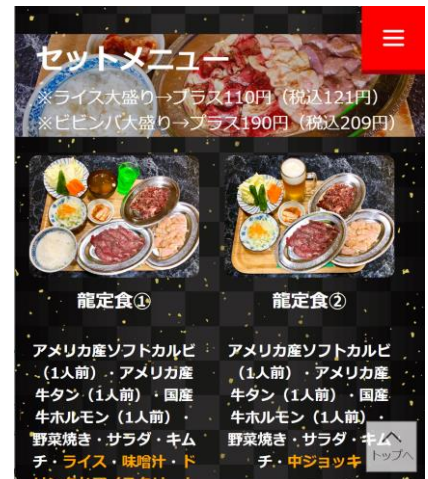 セットメニュー
※ライス大盛り→プラス110円（税込121円）
※ビビンバ大盛り→プラス190円（税込209円）
龍定食①
アメリカ産ソフトカルビ
（1人前）・アメリカ産
牛タン（1人前）・国産
牛ホルモン（1人前）・
野菜焼き・サラダ・キム
チ・ライス・味噌汁・ド
龍定食②
アメリカ産ソフトカルビ
（1人前）・アメリカ産
牛タン（1人前）・国産
牛ホルモン（1人前）・
野菜焼き・サラダ・キム
チ・中ジョッキ
トップへ